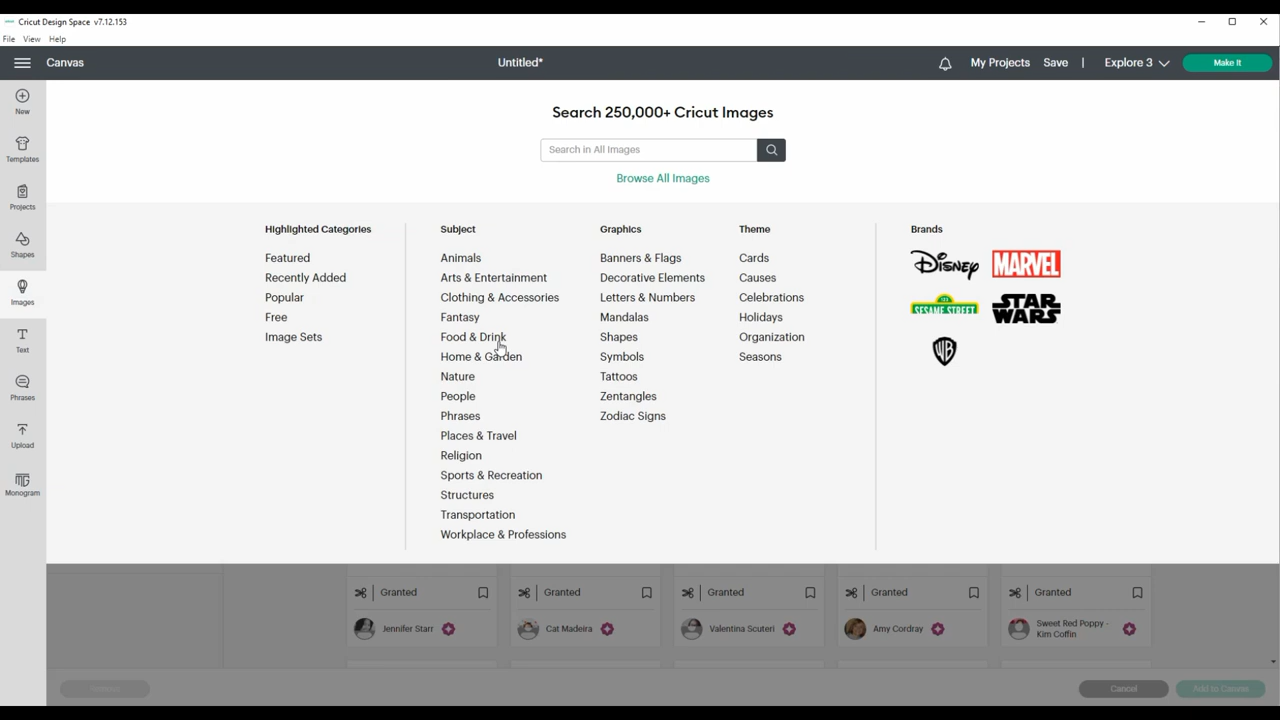 Cricut Design Space v7.12.153
File View Help
Canvas
Untitled*
My Projects Save | Explore 3 Make It
New
Templates
Projects
Shapes
Images
Text
Phrases
Upload
Monogram
Search 250,000+ Cricut Images
Search in All Images
Browse All Images
Highlighted Categories
Featured
Recently Added
Popular
Free
Image Sets
Subject
Animals
Arts & Entertainment
Clothing & Accessories
Fantasy
Food & Drink
Home & Garden
Nature
People
Phrases
Places & Travel
Religion
Sports & Recreation
Structures
Transportation
Workplace & Professions
Graphics
Banners & Flags
Decorative Elements
Letters & Numbers
Mandalas
Shapes
Symbols
Tattoos
Zentangles
Zodiac Signs
Theme
Cards
Causes
Celebrations
Holidays
Organization
Seasons
Brands
Disney MARVEL
123 SESAME STREET STAR WARS
WB
Granted Granted Granted Granted Granted
Jennifer Starr Cat Madeira Valentina Scuteri Amy Cordray Sweet Red Poppy -
Kim Coffin
Cancel Add to Canvas